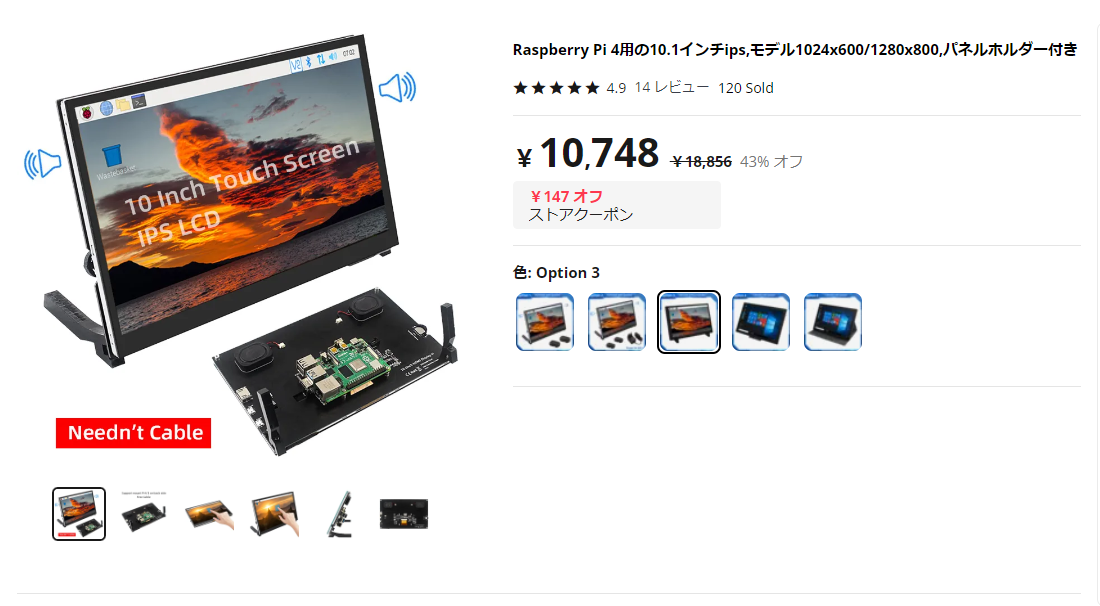 Raspberry Pi 4用の10.1インチips,モデル1024x600/1280x800,パネルホルダー付き
4.9 14 レビュー 120 Sold
￥10,748 ￥18,856 43% オフ
￥147 オフ
ストアクーポン
色: Option 3
07:02
Wastebasket
10 Inch Touch Screen
IPS LCD
Needn't Cable